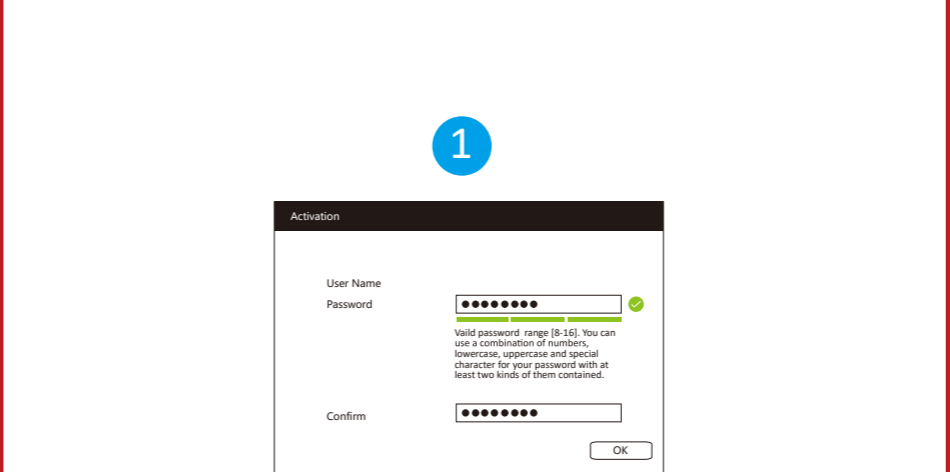 1
Activation
User Name
Password ●●●●●●●●
Vaild password range [8-16]. You can
use a combination of numbers,
lowercase, uppercase and special
character for your password with at
least two kinds of them contained.
Confirm ●●●●●●●●
OK